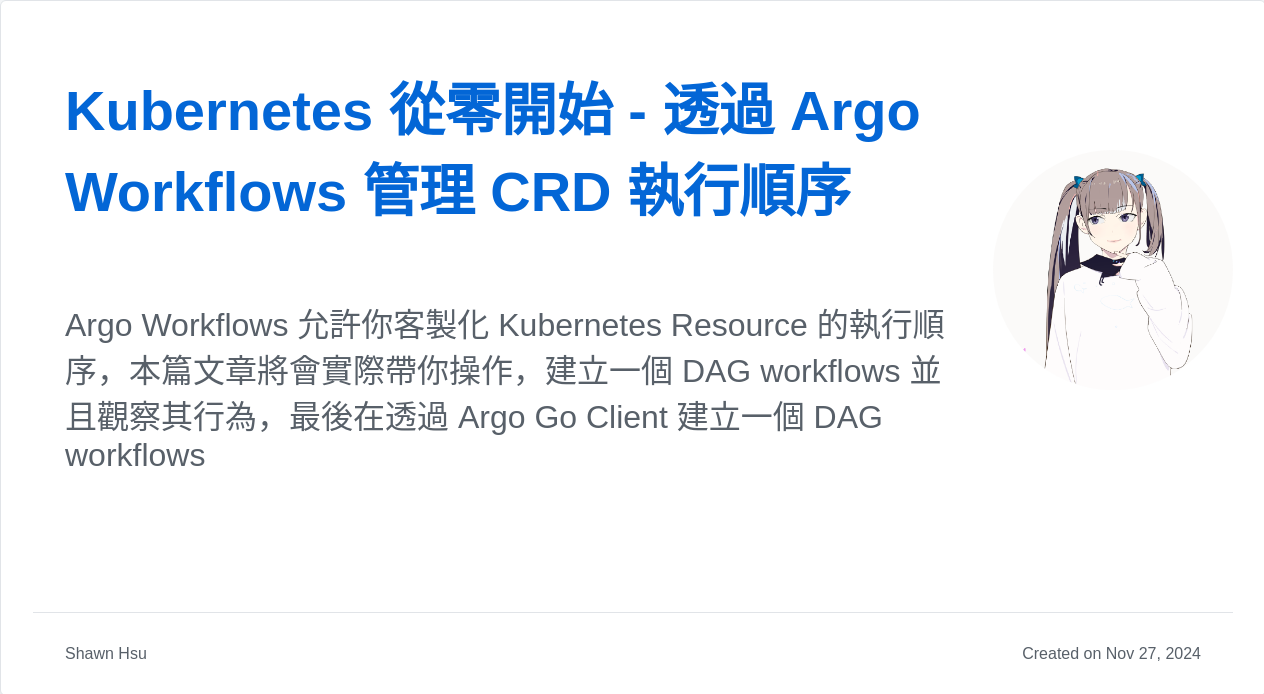 Kubernetes 從零開始 - 透過 Argo
Workflows 管理 CRD 執行順序
Argo Workflows 允許你客製化 Kubernetes Resource 的執行順
序，本篇文章將會實際帶你操作，建立一個 DAG workflows 並
且觀察其行為，最後在透過 Argo Go Client 建立一個 DAG
workflows
Shawn Hsu
Created on Nov 27, 2024